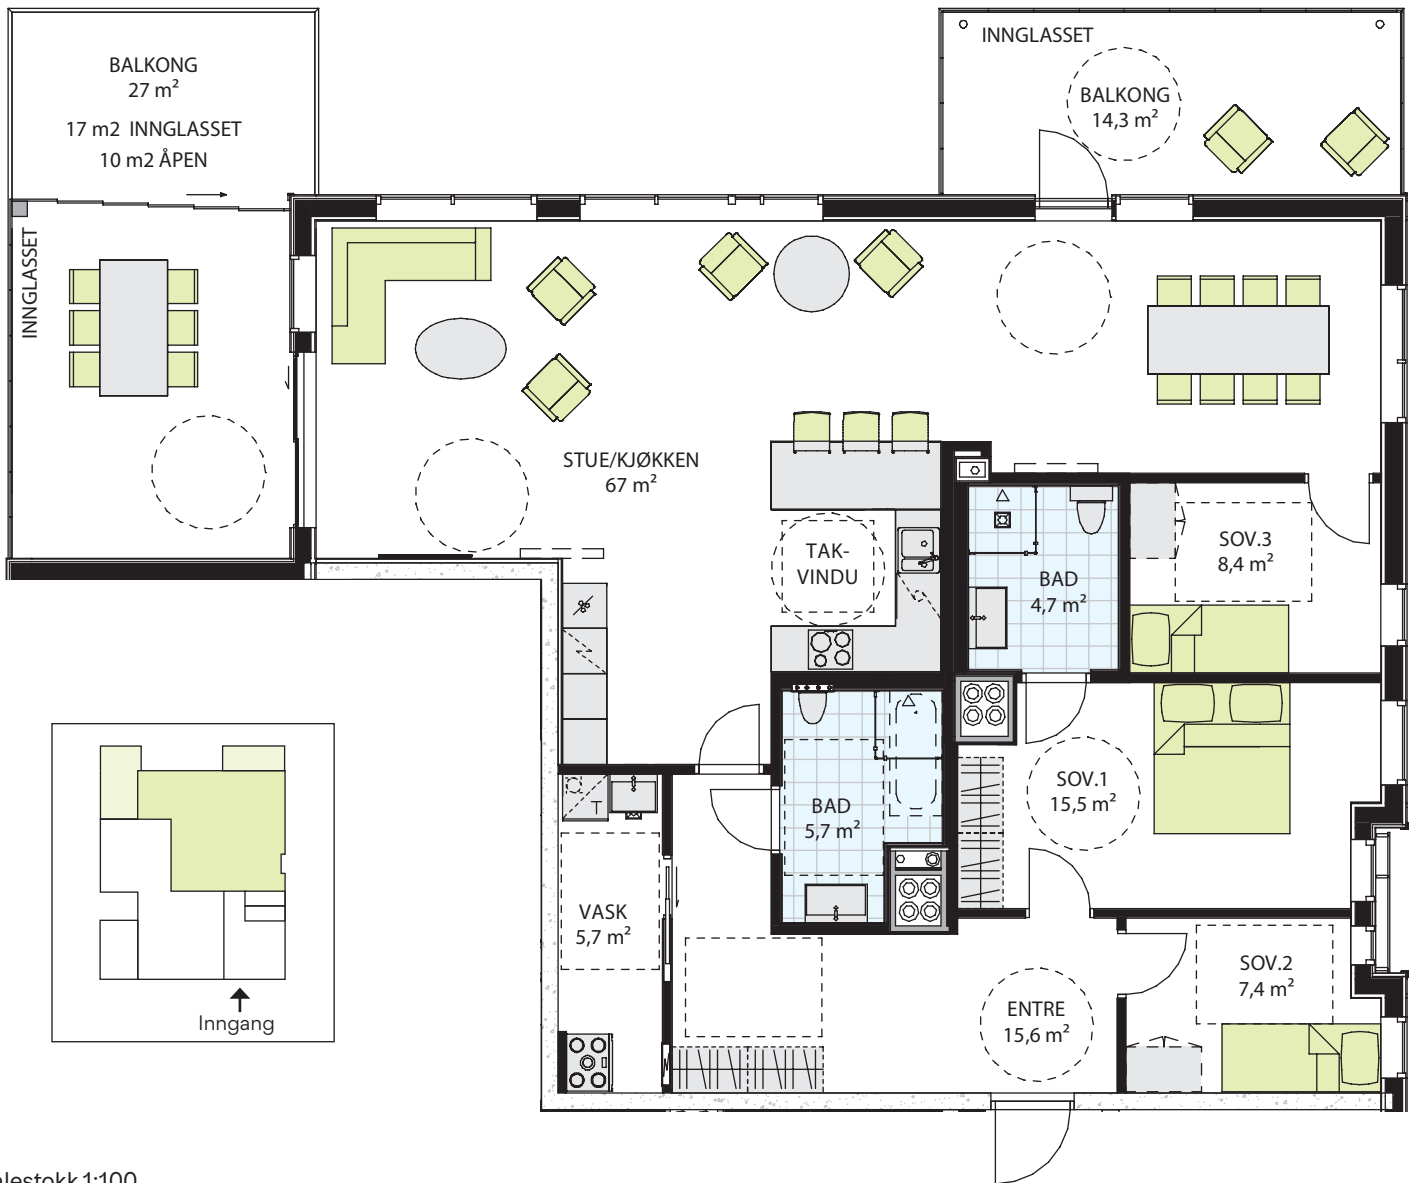 BALKONG
27 m²
17 m2 INNGLASSET
10 m2 ÅPEN
INNGLASSET
BALKONG
14,3 m²
INNGLASSET
STUE/KJØKKEN
67 m²
TAK-
VINDU
BAD
4,7 m²
SOV.3
8,4 m²
SOV.1
15,5 m²
BAD
5,7 m²
T
VASK
5,7 m²
SOV.2
7,4 m²
ENTRE
15,6 m²
Inngang
alestokk 1:100